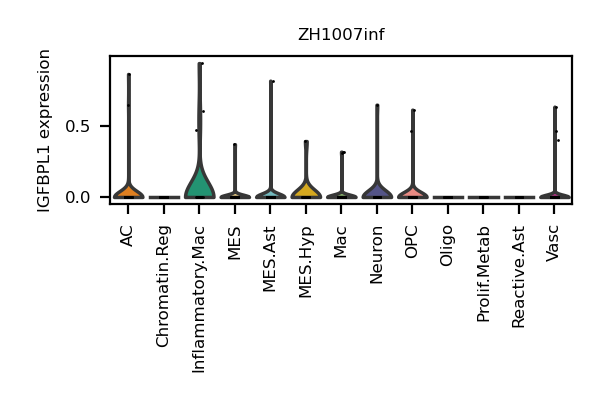 ZH1007inf
IGFBPL1 expression
0.5
0.0
AC
Chromatin.Reg
Inflammatory.Mac
MES
MES.Ast
MES.Hyp
Mac
Neuron
OPC
Oligo
Prolif.Metab
Reactive.Ast
Vasc